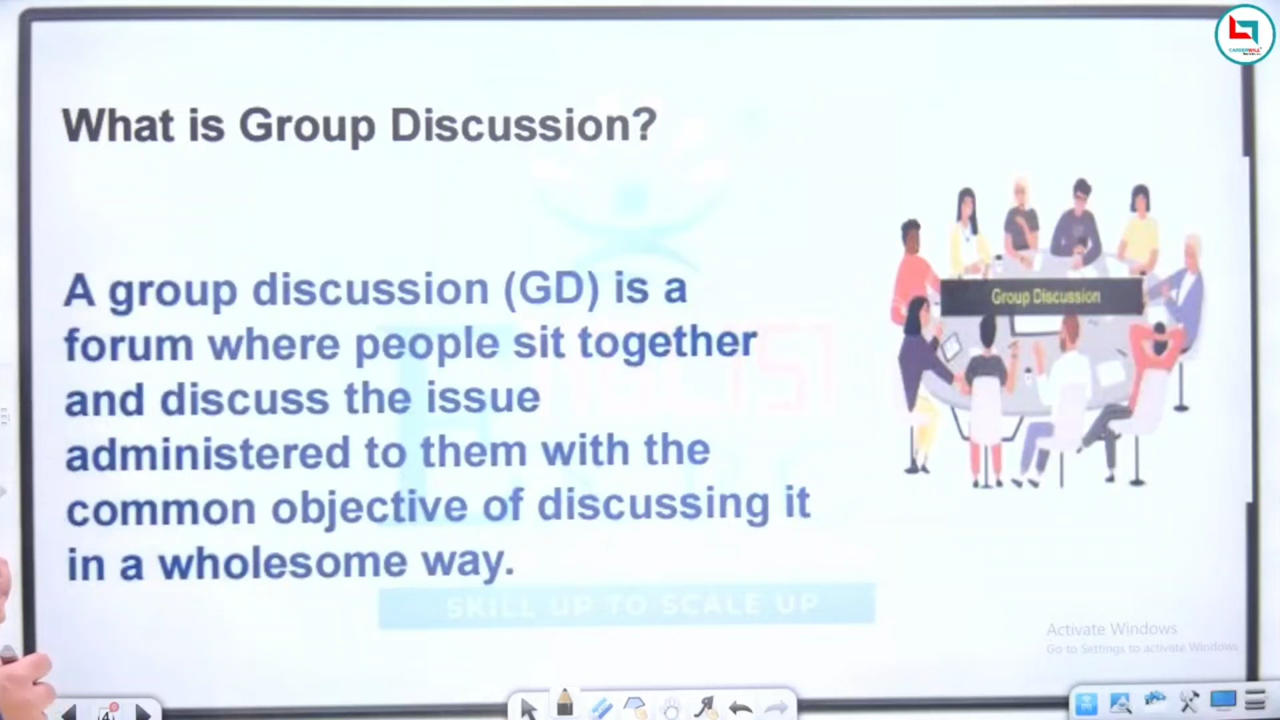 CAREERWILL
What is Group Discussion?
A group discussion (GD) is a
forum where people sit together
and discuss the issue
administered to them with the
common objective of discussing it
in a wholesome way.
Group Discussion
SKILL UP TO SCALE UP
Activate Windows
Go to Settings to activate Windows
4